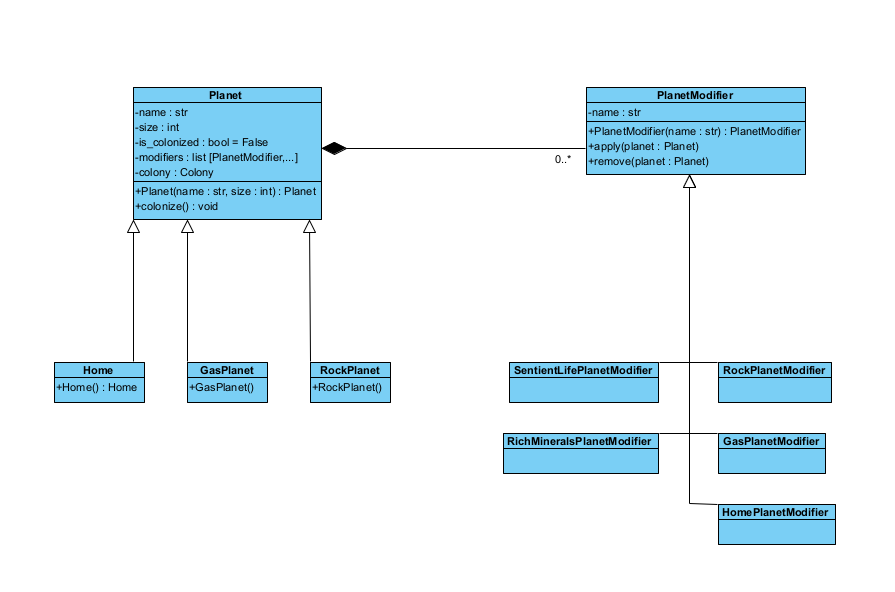 Planet
-name : str
-size : int
-is_colonized : bool = False
-modifiers : list [PlanetModifier,...]
-colony : Colony
+Planet(name : str, size : int) : Planet
+colonize() : void
PlanetModifier
-name : str
+PlanetModifier(name : str) : PlanetModifier
+apply(planet : Planet)
+remove(planet : Planet)
0..*
Home
+Home() : Home
GasPlanet
+GasPlanet()
RockPlanet
+RockPlanet()
SentientLifePlanetModifier
RockPlanetModifier
RichMineralsPlanetModifier
GasPlanetModifier
HomePlanetModifier